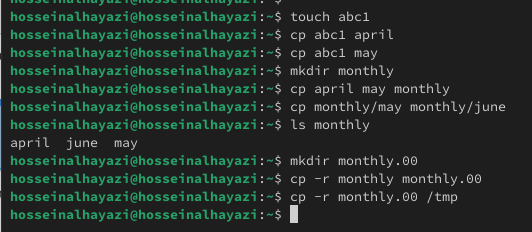 hosseinalhayazi@hosseinalhayazi:~$ touch abc1
hosseinalhayazi@hosseinalhayazi:~$ cp abc1 april
hosseinalhayazi@hosseinalhayazi:~$ cp abc1 may
hosseinalhayazi@hosseinalhayazi:~$ mkdir monthly
hosseinalhayazi@hosseinalhayazi:~$ cp april may monthly
hosseinalhayazi@hosseinalhayazi:~$ cp monthly/may monthly/june
hosseinalhayazi@hosseinalhayazi:~$ ls monthly
april  june  may
hosseinalhayazi@hosseinalhayazi:~$ mkdir monthly.00
hosseinalhayazi@hosseinalhayazi:~$ cp -r monthly monthly.00
hosseinalhayazi@hosseinalhayazi:~$ cp -r monthly.00 /tmp
hosseinalhayazi@hosseinalhayazi:~$